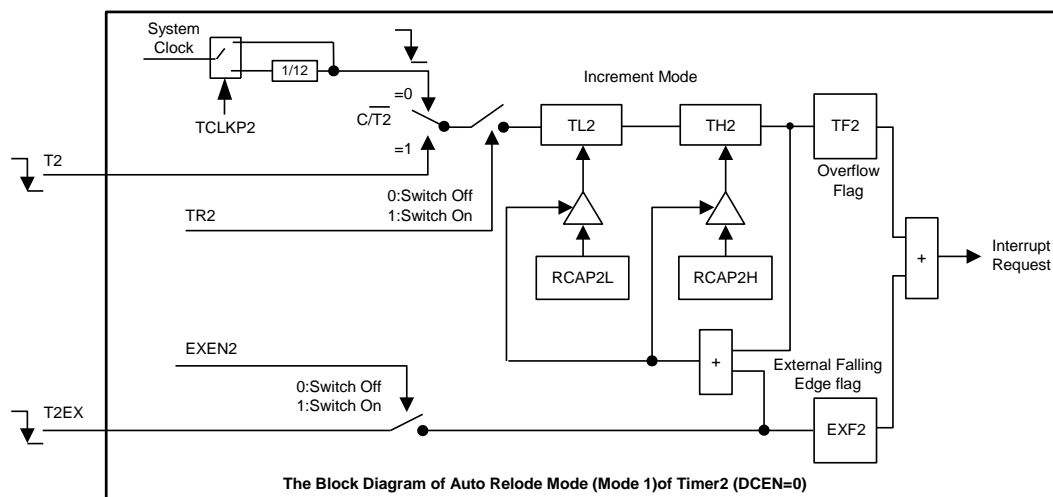 System
Clock
1/12
TCLKP2
=0
C/T2
=1
Increment Mode
TL2
TH2
TF2
Overflow
Flag
T2
0:Switch Off
1:Switch On
TR2
RCAP2L
RCAP2H
+
Interrupt
Request
EXEN2
0:Switch Off
1:Switch On
+
External Falling
Edge flag
T2EX
EXF2
The Block Diagram of Auto Relode Mode (Mode 1)of Timer2 (DCEN=0)